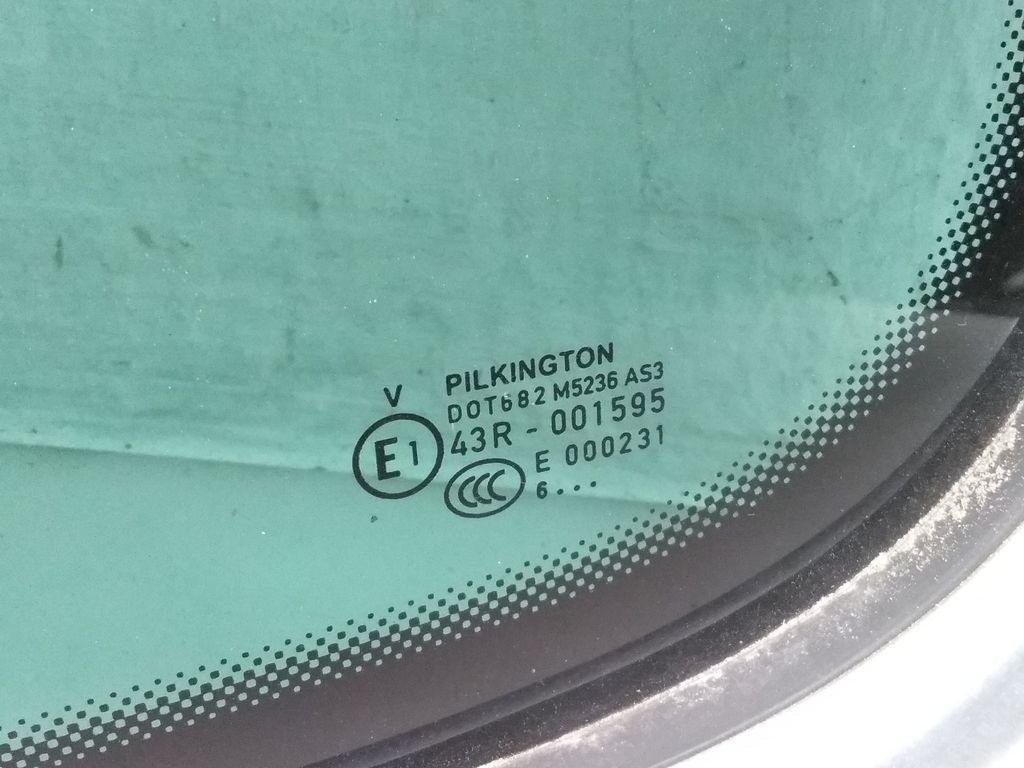 V
PILKINGTON
DOT682 M5236 AS3
E1
43R - 001595
CCC
E 000231
6...